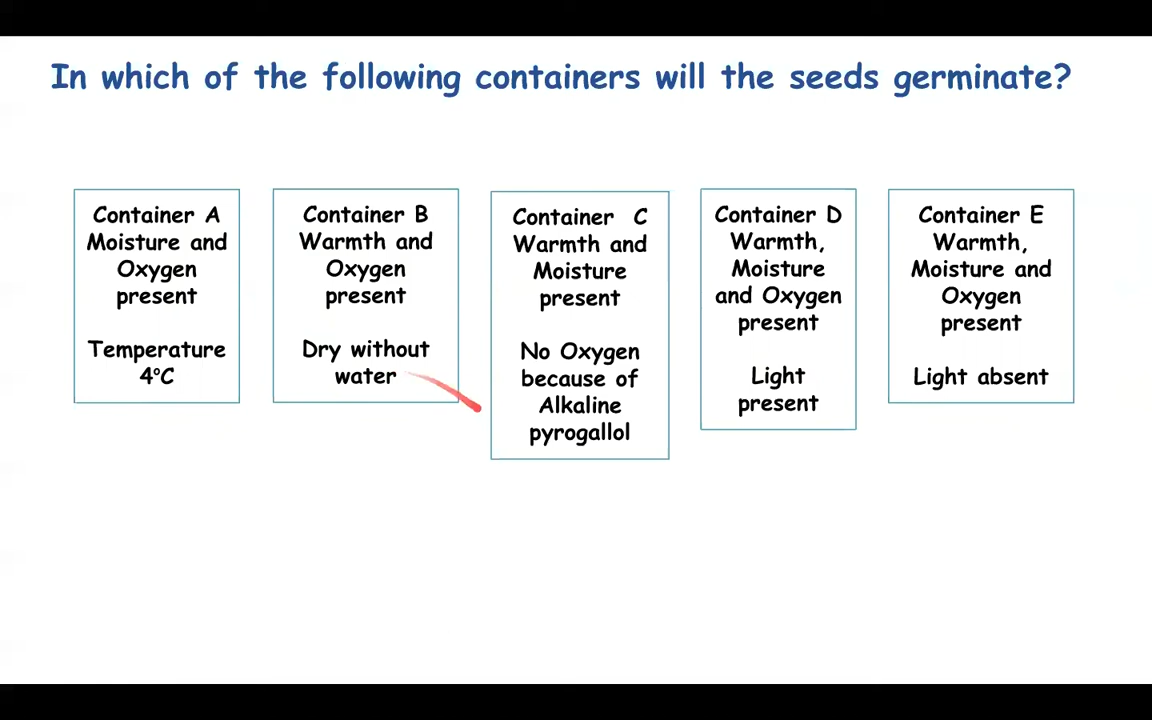 In which of the following containers will the seeds germinate?
Container A
Moisture and
Oxygen
present
Temperature
4°C
Container B
Warmth and
Oxygen
present
Dry without
water
Container C
Warmth and
Moisture
present
No Oxygen
because of
Alkaline
pyrogallol
Container D
Warmth,
Moisture
and Oxygen
present
Light
present
Container E
Warmth,
Moisture and
Oxygen
present
Light absent